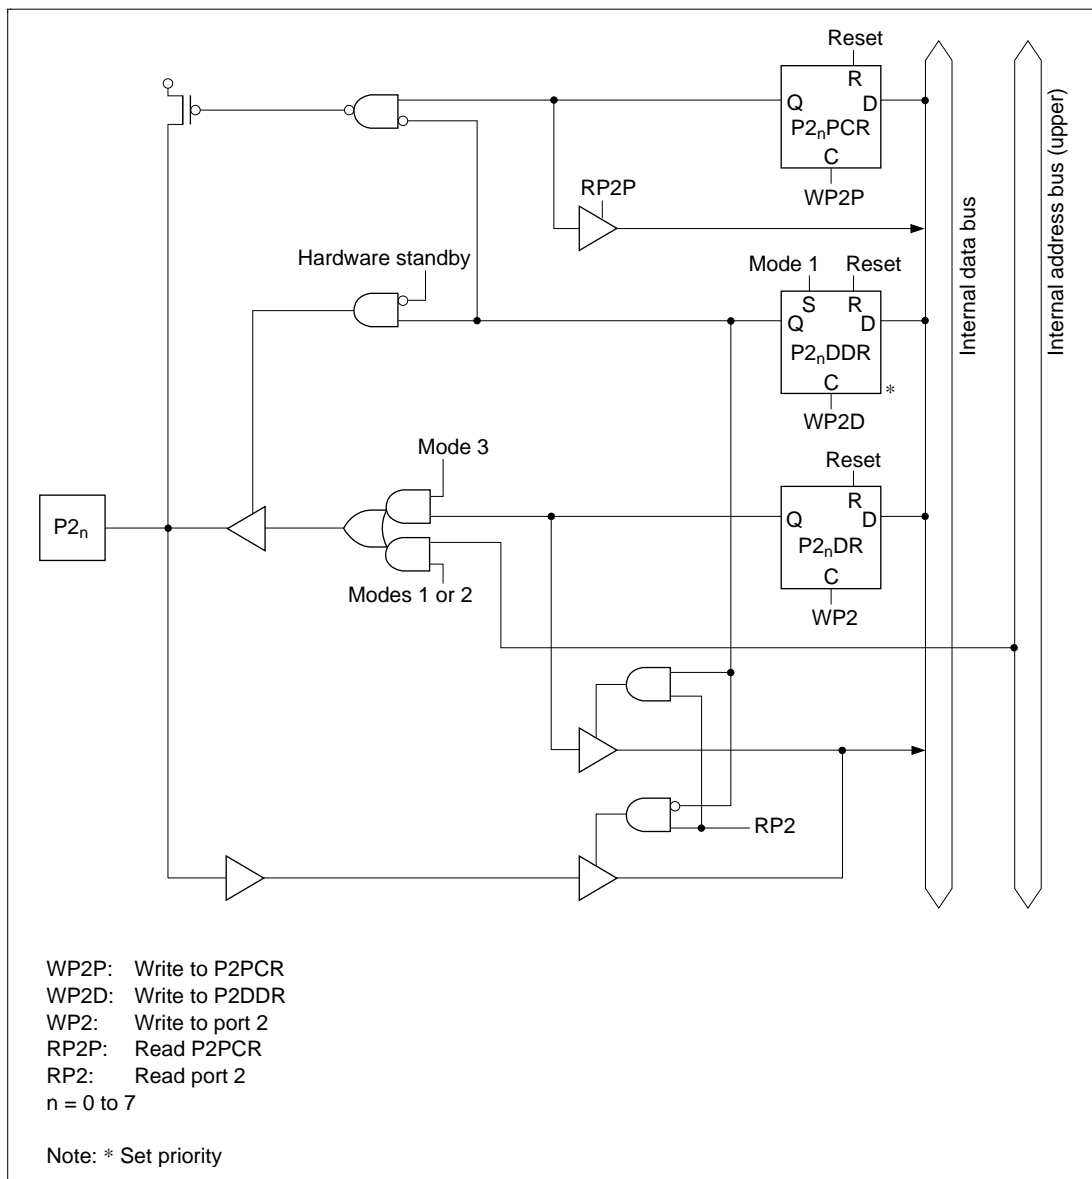 Reset
R
Q D
P2nPCR
C
WP2P
RP2P
Hardware standby
Mode 1 Reset
S R
Q D
P2nDDR
C
*
WP2D
Mode 3
Reset
R
Q D
P2nDR
C
WP2
P2n
Modes 1 or 2
RP2
Internal data bus
Internal address bus (upper)
WP2P: Write to P2PCR
WP2D: Write to P2DDR
WP2: Write to port 2
RP2P: Read P2PCR
RP2: Read port 2
n = 0 to 7
Note: * Set priority